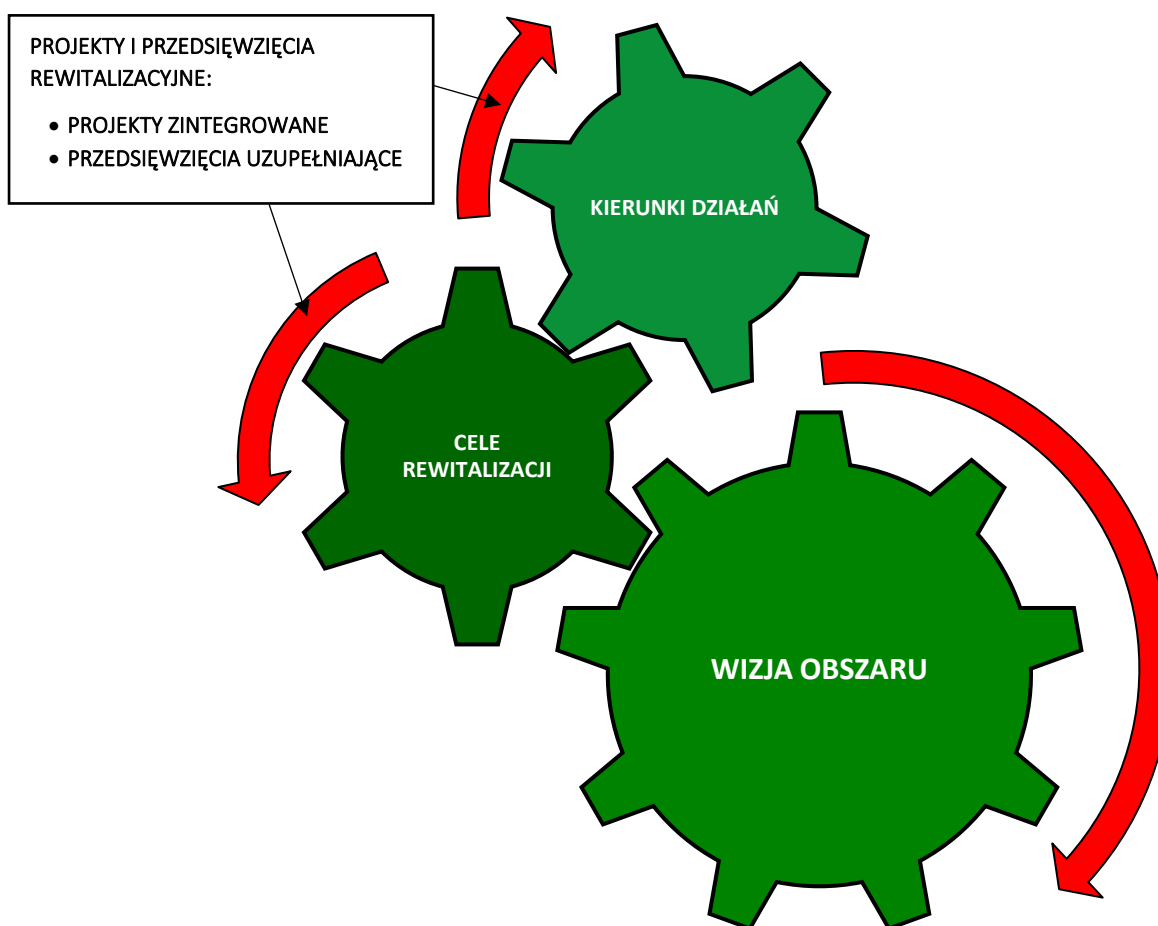 PROJEKTY I PRZEDSIĘWZIĘCIA
REWITALIZACYJNE:
• PROJEKTY ZINTEGROWANE
• PRZEDSIĘWZIĘCIA UZUPEŁNIAJĄCE
KIERUNKI DZIAŁAŃ
CELE
REWITALIZACJI
WIZJA OBSZARU